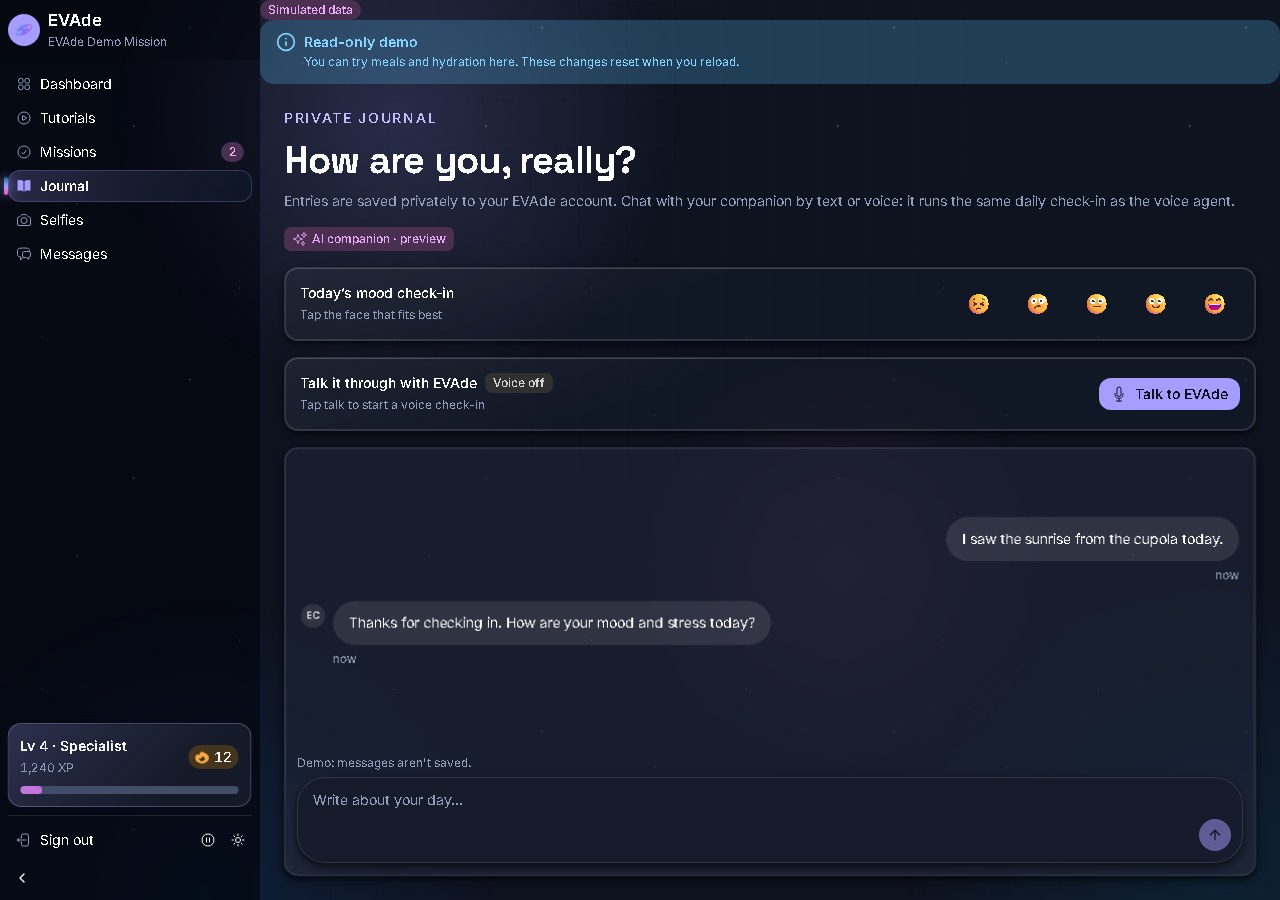 EVAde
EVAde Demo Mission
Dashboard
Tutorials
Missions
2
Journal
Selfies
Messages
Lv 4 · Specialist
1,240 XP
12
Sign out
Simulated data
Read-only demo
You can try meals and hydration here. These changes reset when you reload.
PRIVATE JOURNAL
How are you, really?
Entries are saved privately to your EVAde account. Chat with your companion by text or voice: it runs the same daily check-in as the voice agent.
AI companion · preview
Today's mood check-in
Tap the face that fits best
Talk it through with EVAde
Voice off
Tap talk to start a voice check-in
Talk to EVAde
I saw the sunrise from the cupola today.
now
EC
Thanks for checking in. How are your mood and stress today?
now
Demo: messages aren't saved.
Write about your day...